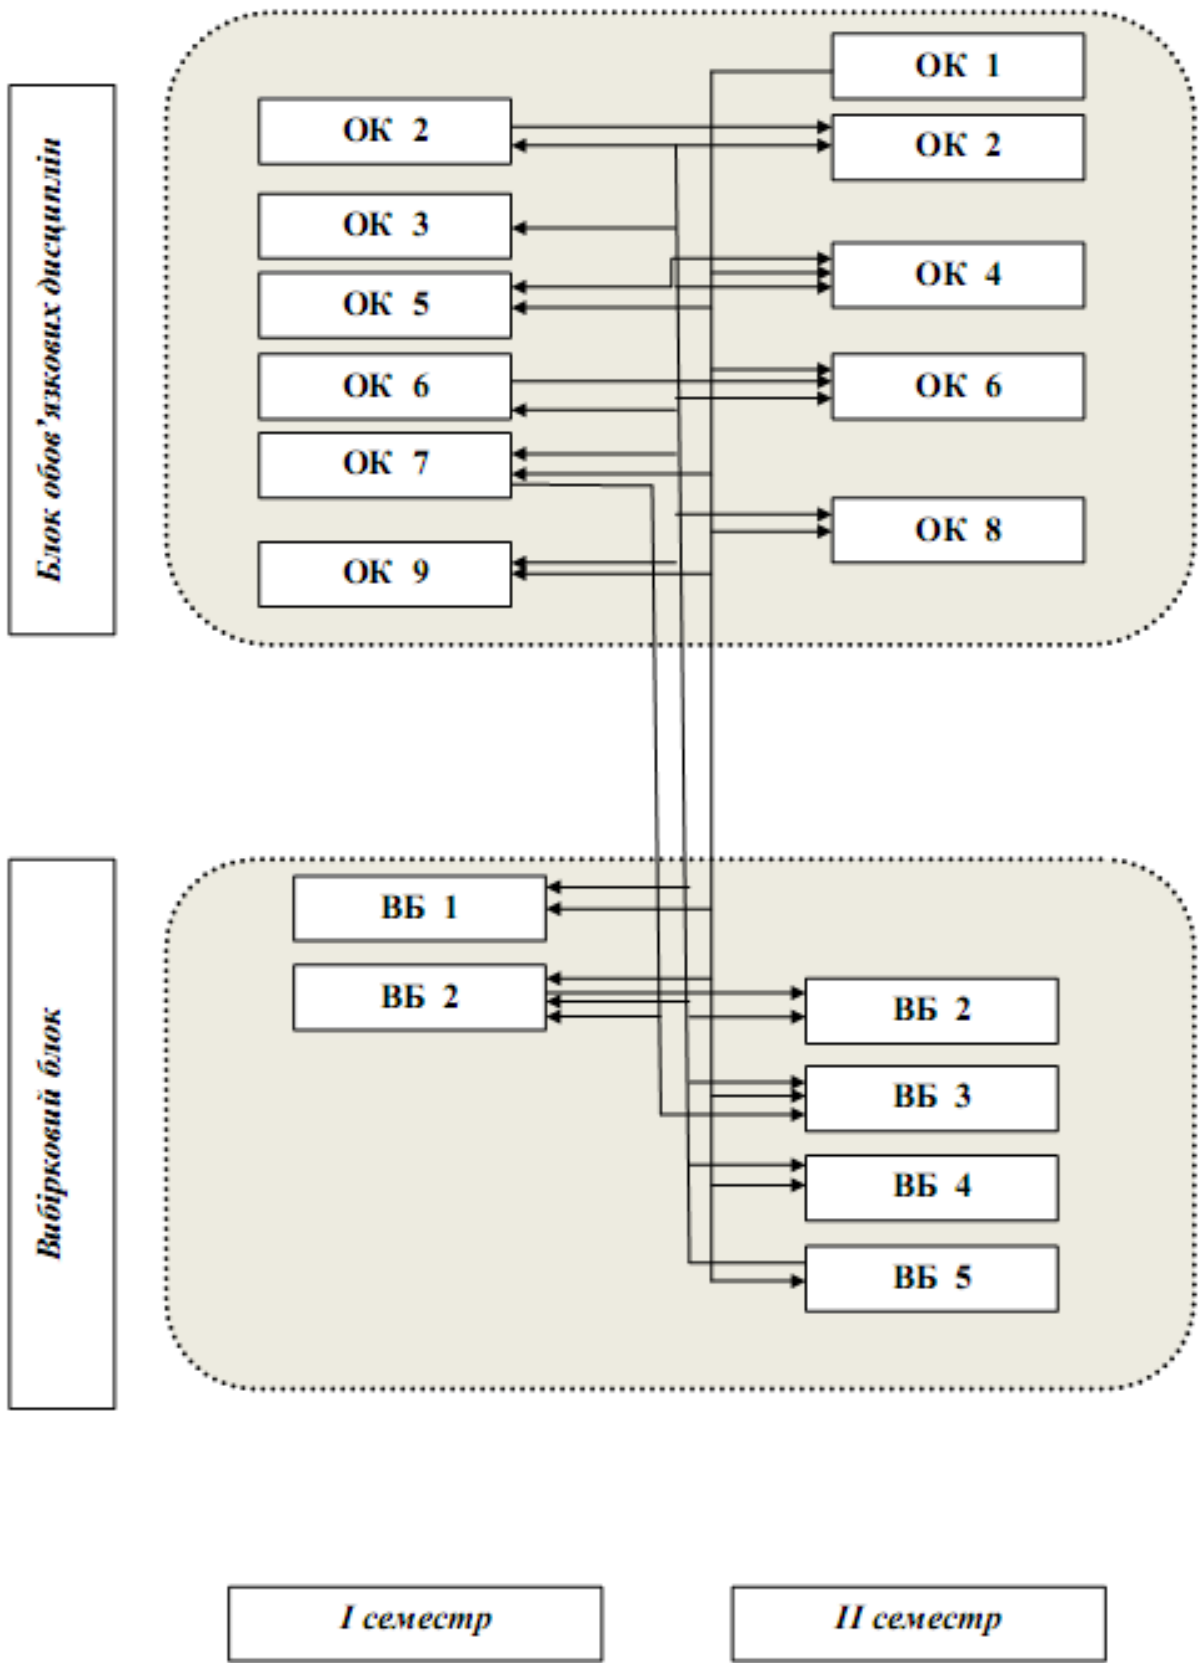 Блок обов’язкових дисциплін
ОК 1
ОК 2
ОК 2
ОК 3
ОК 4
ОК 5
ОК 6
ОК 6
ОК 7
ОК 8
ОК 9
Вибірковий блок
ВБ 1
ВБ 2
ВБ 2
ВБ 3
ВБ 4
ВБ 5
І семестр
ІІ семестр